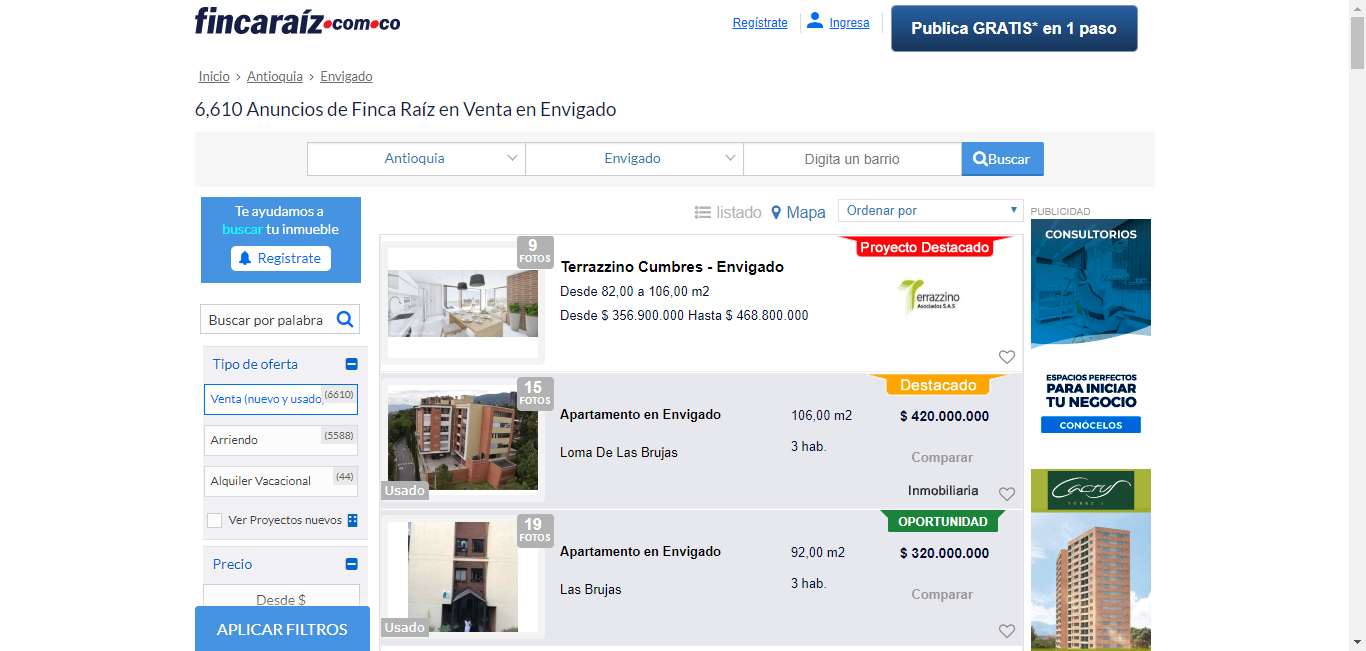 fincaraíz.com.co
Regístrate
Ingresa
Publica GRATIS* en 1 paso
Inicio › Antioquia › Envigado
6,610 Anuncios de Finca Raíz en Venta en Envigado
Antioquia
Envigado
Digita un barrio
Buscar
Te ayudamos a
buscar tu inmueble
Registrate
Buscar por palabra
Tipo de oferta
Venta (nuevo y usado)
(6610)
Arriendo
(5588)
Alquiler Vacacional
(44)
Ver Proyectos nuevos
Precio
Desde $
APLICAR FILTROS
listado
Mapa
Ordenar por
9
FOTOS
Proyecto Destacado
Terrazzino Cumbres - Envigado
Desde 82,00 a 106,00 m2
Desde $ 356.900.000 Hasta $ 468.800.000
Terrazzino
Asociados S.A.S
15
FOTOS
Usado
Destacado
Apartamento en Envigado
106,00 m2
$ 420.000.000
Loma De Las Brujas
3 hab.
Comparar
Inmobiliaria
19
FOTOS
Usado
OPORTUNIDAD
Apartamento en Envigado
92,00 m2
$ 320.000.000
Las Brujas
3 hab.
Comparar
PUBLICIDAD
CONSULTORIOS
ESPACIOS PERFECTOS
PARA INICIAR
TU NEGOCIO
CONÓCELOS
Cactus